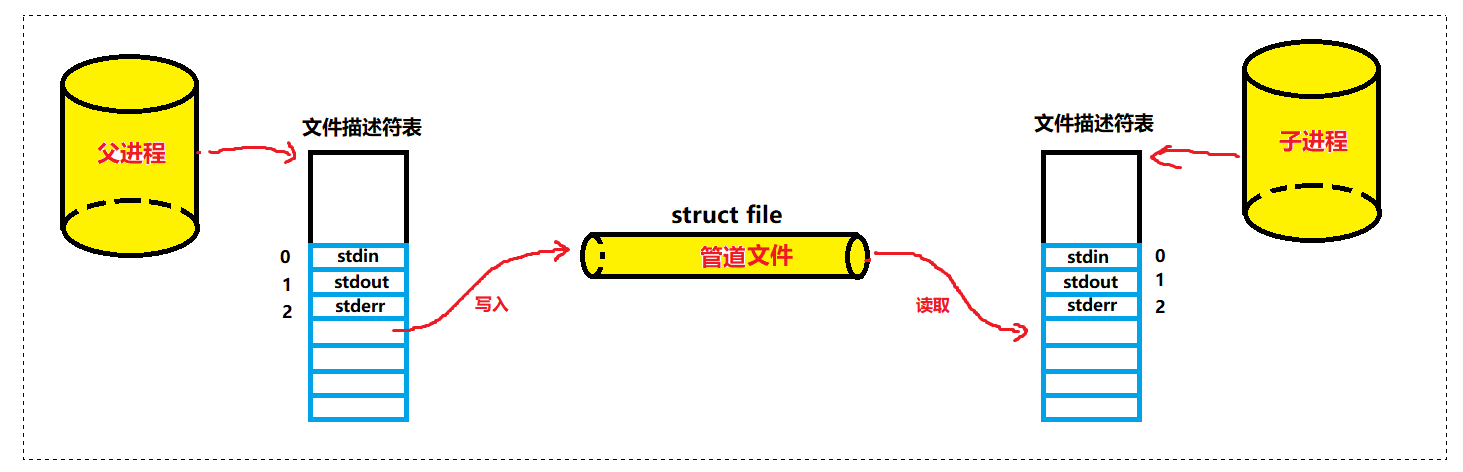 父进程
文件描述符表
0 stdin
1 stdout
2 stderr
写入
struct file
管道文件
读取
文件描述符表
stdin 0
stdout 1
stderr 2
子进程